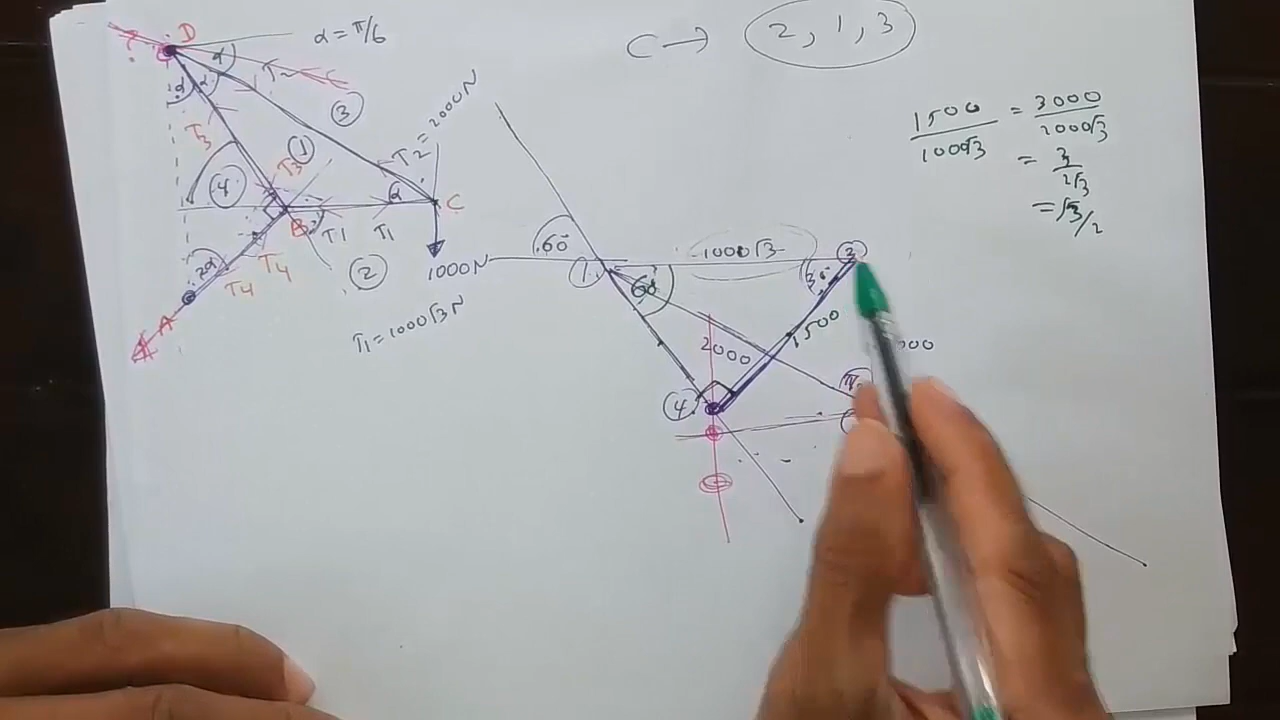 C → 2, 1, 3
D
?
α = π/6
α
α
α
T2
③
T3
①
T3
T2 = 2000N
④
α
C
B
T1
T1
2α
T4
T4
②
1000N
A
T1 = 1000√3 N
1500/1000√3 = 3000/2000√3
= 3/2√3
= √3/2
60°
1000√3
①
60°
30°
1500
2000
④